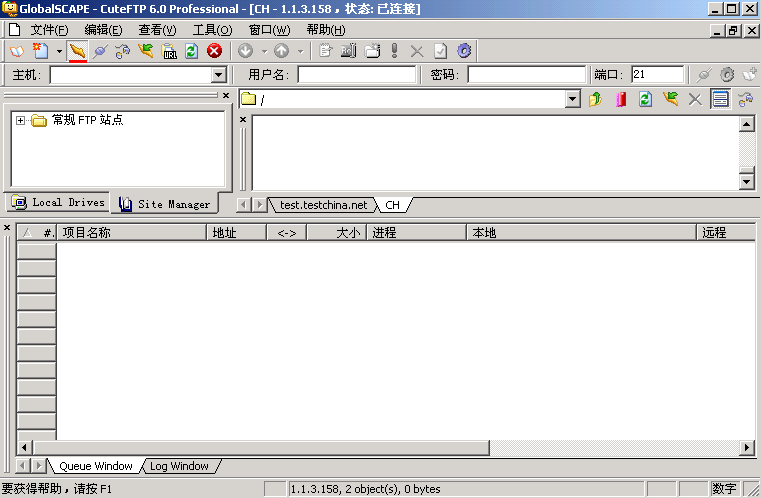 GlobalSCAPE - CuteFTP 6.0 Professional - [CH - 1.1.3.158，状态: 已连接]
文件(F) 编辑(E) 查看(V) 工具(O) 窗口(W) 帮助(H)
URL
主机: 用户名: 密码: 端口: 21
/
常规 FTP 站点
Local Drives Site Manager
test.testchina.net CH
#. 项目名称 地址 <-> 大小 进程 本地 远程
Queue Window Log Window
要获得帮助，请按 F1 1.1.3.158, 2 object(s), 0 bytes 数字